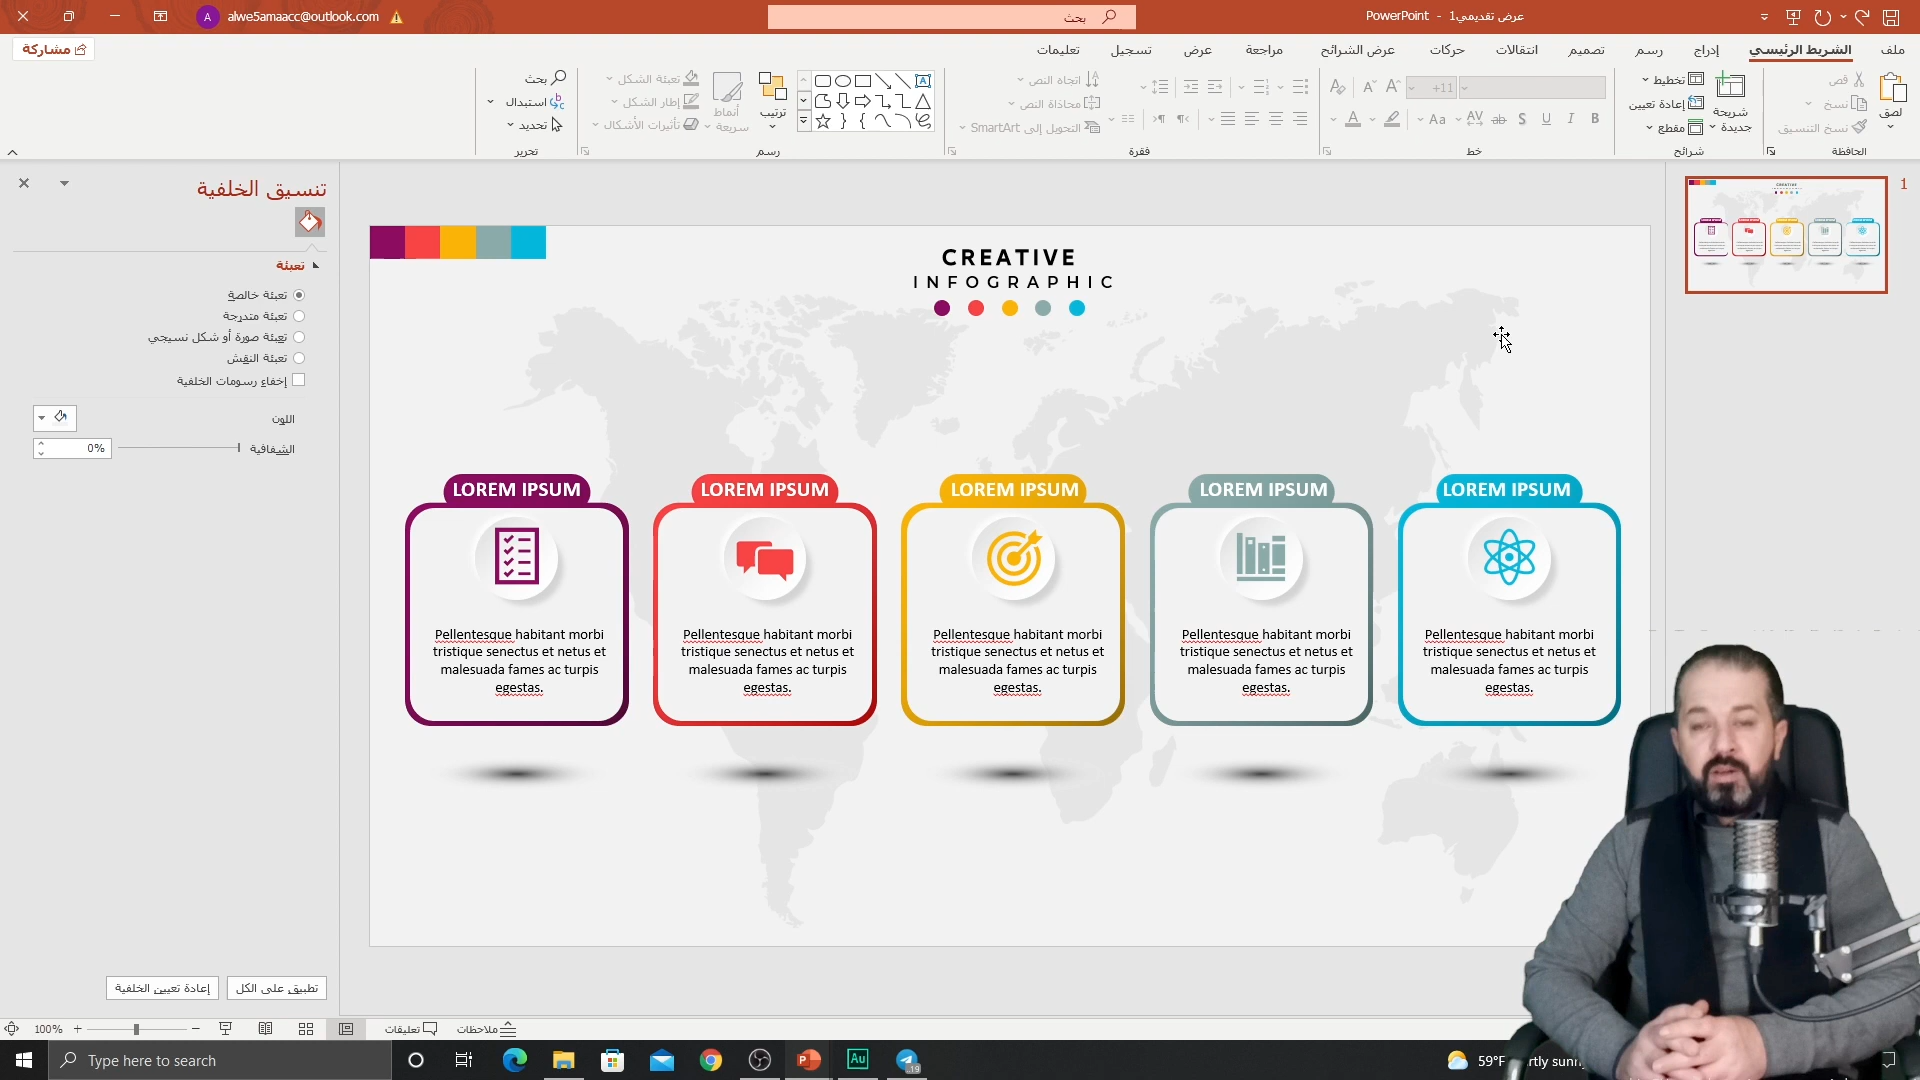 alwe5amaacc@outlook.com
A
بحث
عرض تقديمي1 - PowerPoint
ملف
الشريط الرئيسي
إدراج
رسم
تصميم
انتقالات
حركات
عرض الشرائح
مراجعة
عرض
تسجيل
تعليمات
مشاركة
لصق
قص
نسخ
نسخ التنسيق
الحافظة
شريحة
جديدة
تخطيط
إعادة تعيين
مقطع
شرائح
+11
B
I
U
S
ab
AV
Aa
A
خط
اتجاه النص
محاذاة النص
التحويل إلى SmartArt
فقرة
ترتيب
أنماط
سريعة
تعبئة الشكل
إطار الشكل
تأثيرات الأشكال
رسم
بحث
استبدال
تحديد
تحرير
تنسيق الخلفية
تعبئة
تعبئة خالصة
تعبئة متدرجة
تعبئة صورة أو شكل نسيجي
تعبئة النقش
إخفاء رسومات الخلفية
اللون
الشفافية
0%
تطبيق على الكل
إعادة تعيين الخلفية
1
CREATIVE
INFOGRAPHIC
LOREM IPSUM
Pellentesque habitant morbi
tristique senectus et netus et
malesuada fames ac turpis
egestas.
LOREM IPSUM
Pellentesque habitant morbi
tristique senectus et netus et
malesuada fames ac turpis
egestas.
LOREM IPSUM
Pellentesque habitant morbi
tristique senectus et netus et
malesuada fames ac turpis
egestas.
LOREM IPSUM
Pellentesque habitant morbi
tristique senectus et netus et
malesuada fames ac turpis
egestas.
LOREM IPSUM
Pellentesque habitant morbi
tristique senectus et netus et
malesuada fames ac turpis
egestas.
100%
تعليقات
ملاحظات
Type here to search
Au
19
59°F